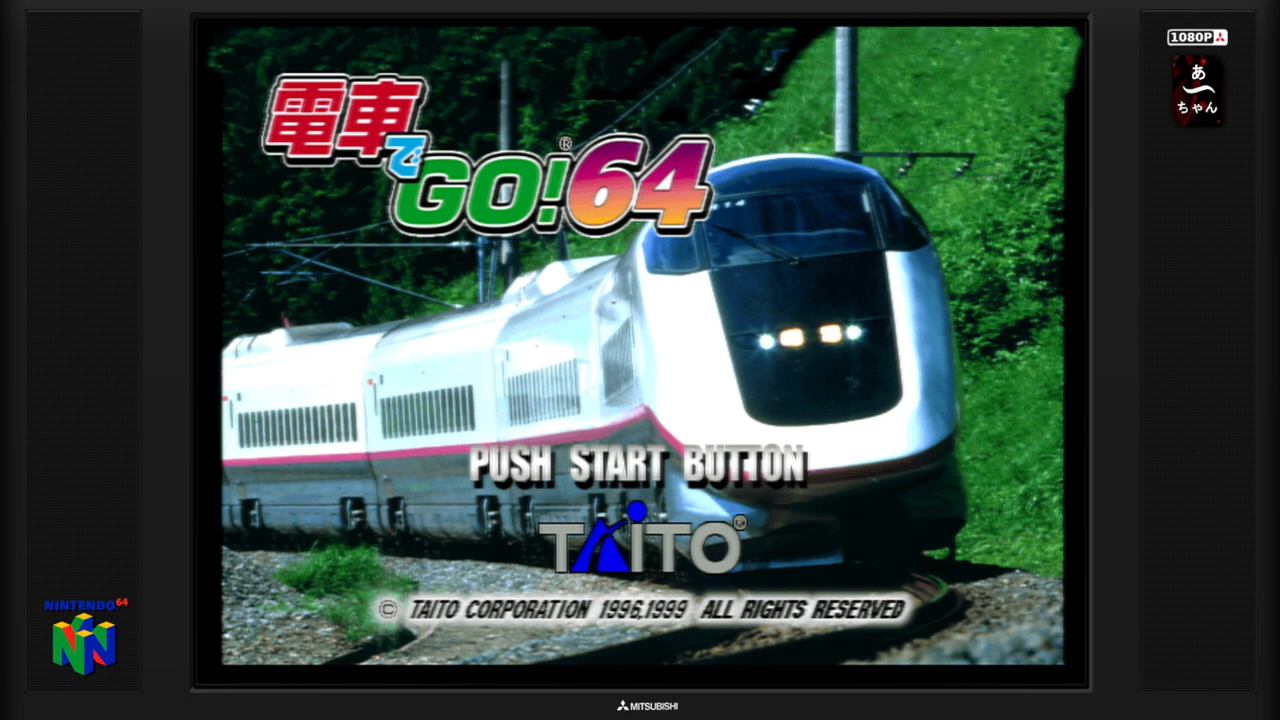 1080P
あ
ー
ちゃん
電車
で
GO!®64
PUSH START BUTTON
TAITO®
© TAITO CORPORATION 1996,1999 ALL RIGHTS RESERVED
NINTENDO64
MITSUBISHI